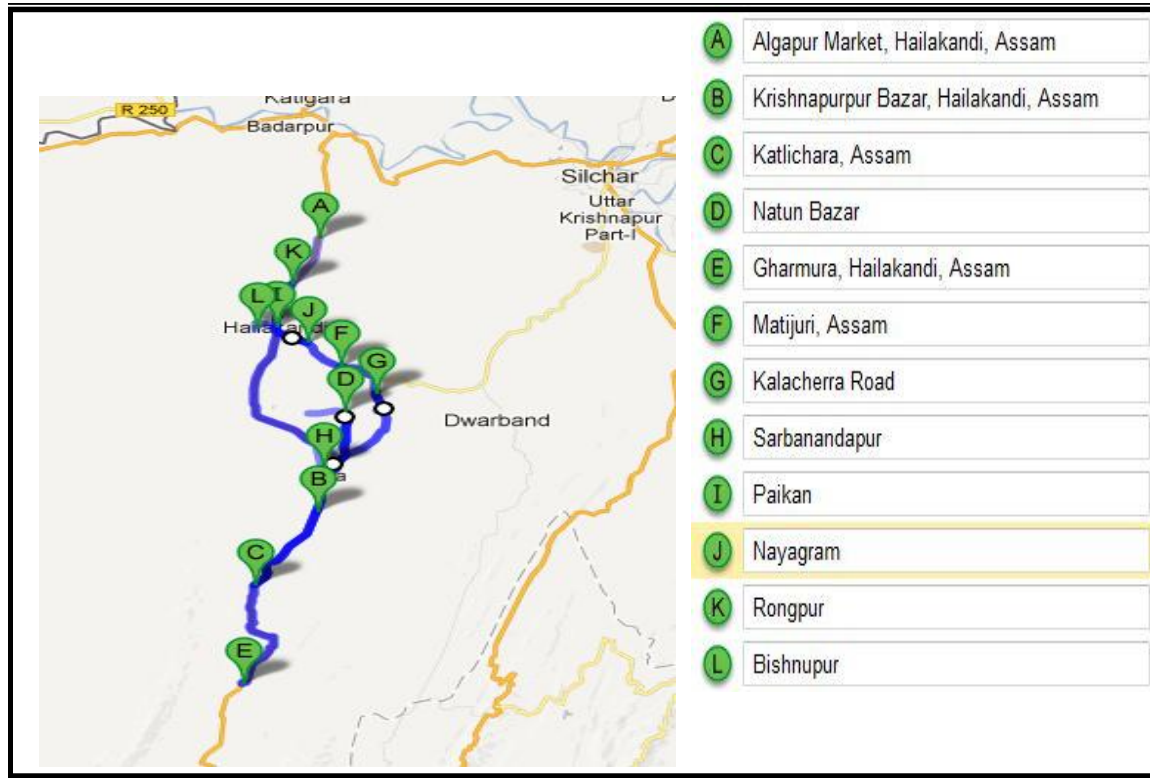 R 250
Katigara
Badarpur
Silchar
Uttar
Krishnapur
Part-I
A
K
L
I
J
F
G
D
H
B
C
E
Dwarband
A Algapur Market, Hailakandi, Assam
B Krishnapurpur Bazar, Hailakandi, Assam
C Katlichara, Assam
D Natun Bazar
E Gharmura, Hailakandi, Assam
F Matijuri, Assam
G Kalacherra Road
H Sarbanandapur
I Paikan
J Nayagram
K Rongpur
L Bishnupur